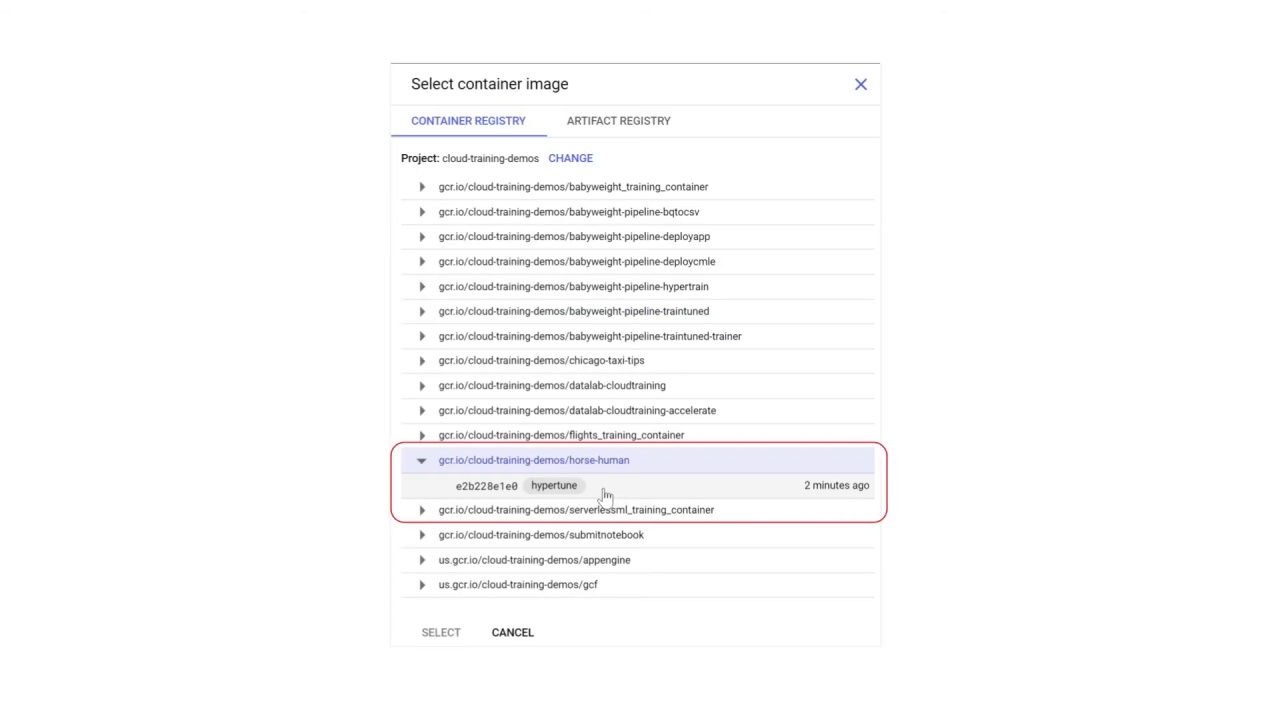 Select container image
CONTAINER REGISTRY ARTIFACT REGISTRY
Project: cloud-training-demos CHANGE
gcr.io/cloud-training-demos/babyweight_training_container
gcr.io/cloud-training-demos/babyweight-pipeline-bqtocsv
gcr.io/cloud-training-demos/babyweight-pipeline-deployapp
gcr.io/cloud-training-demos/babyweight-pipeline-deploycmle
gcr.io/cloud-training-demos/babyweight-pipeline-hypertrain
gcr.io/cloud-training-demos/babyweight-pipeline-traintuned
gcr.io/cloud-training-demos/babyweight-pipeline-traintuned-trainer
gcr.io/cloud-training-demos/chicago-taxi-tips
gcr.io/cloud-training-demos/datalab-cloudtraining
gcr.io/cloud-training-demos/datalab-cloudtraining-accelerate
gcr.io/cloud-training-demos/flights_training_container
gcr.io/cloud-training-demos/horse-human
e2b228e1e0 hypertune 2 minutes ago
gcr.io/cloud-training-demos/serverlessml_training_container
gcr.io/cloud-training-demos/submitnotebook
us.gcr.io/cloud-training-demos/appengine
us.gcr.io/cloud-training-demos/gcf
SELECT CANCEL